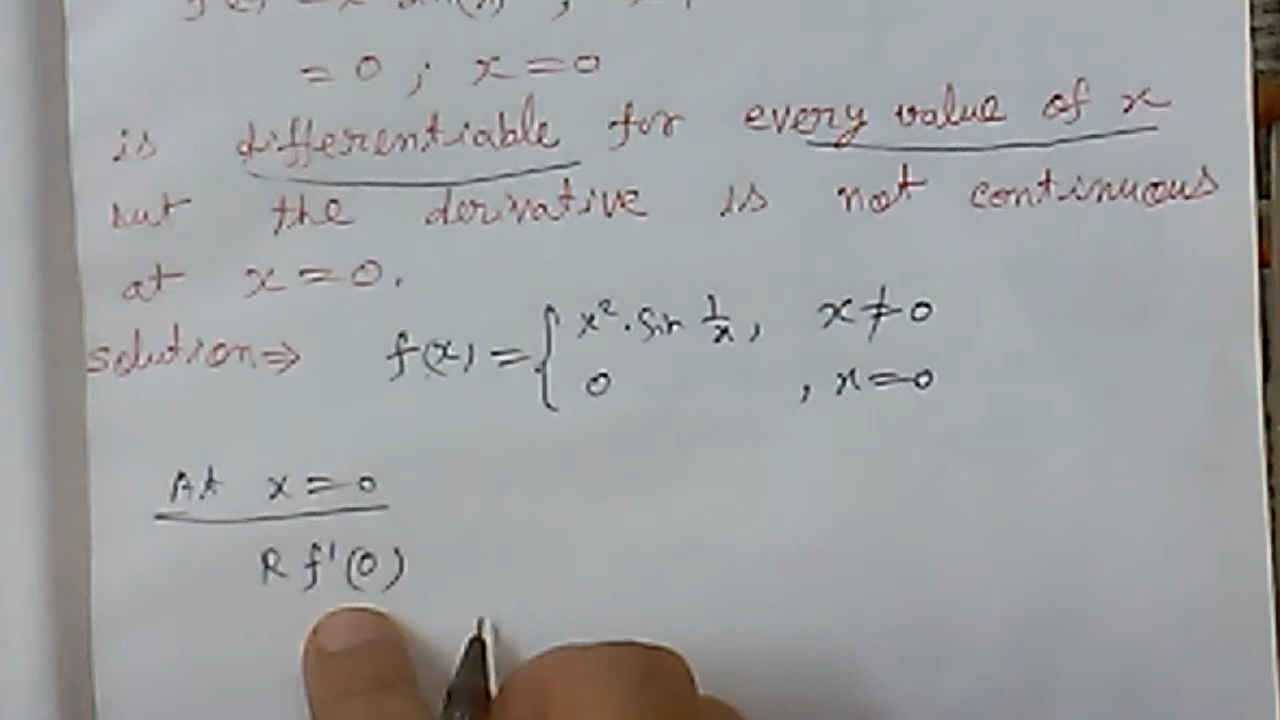 = 0 ; x = 0
is differentiable for every value of x
but the derivative is not continuous
at x = 0.
solution ⇒ f(x) = { x² . Sin 1/x , x ≠ 0
0 , x = 0
At x = 0
R f'(0)